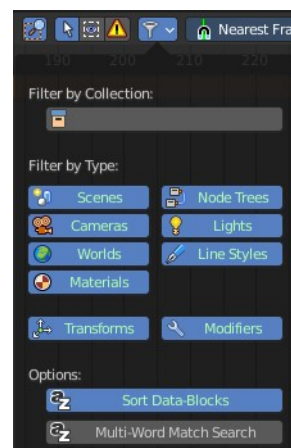 Nearest Fra
190 200 210 220
Filter by Collection:
Filter by Type:
Scenes Node Trees
Cameras Lights
Worlds Line Styles
Materials
Transforms Modifiers
Options:
Sort Data-Blocks
Multi-Word Match Search